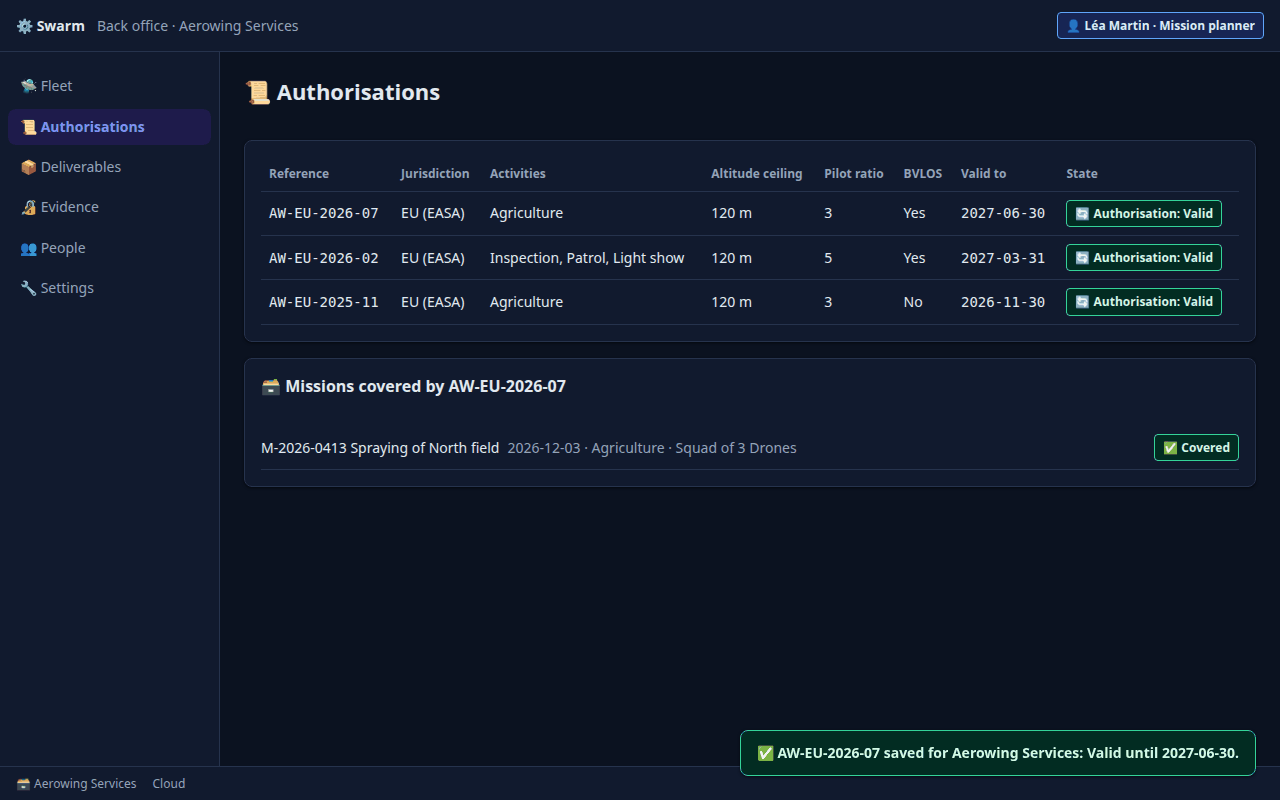 ⚙️ Swarm Back office · Aerowing Services
👤 Léa Martin · Mission planner
🛸 Fleet
📜 Authorisations
📦 Deliverables
🔏 Evidence
👥 People
🔧 Settings
📜 Authorisations
Reference Jurisdiction Activities Altitude ceiling Pilot ratio BVLOS Valid to State
AW-EU-2026-07 EU (EASA) Agriculture 120 m 3 Yes 2027-06-30 🔄 Authorisation: Valid
AW-EU-2026-02 EU (EASA) Inspection, Patrol, Light show 120 m 5 Yes 2027-03-31 🔄 Authorisation: Valid
AW-EU-2025-11 EU (EASA) Agriculture 120 m 3 No 2026-11-30 🔄 Authorisation: Valid
🗃️ Missions covered by AW-EU-2026-07
M-2026-0413 Spraying of North field 2026-12-03 · Agriculture · Squad of 3 Drones ✅ Covered
✅ AW-EU-2026-07 saved for Aerowing Services: Valid until 2027-06-30.
🗃️ Aerowing Services Cloud